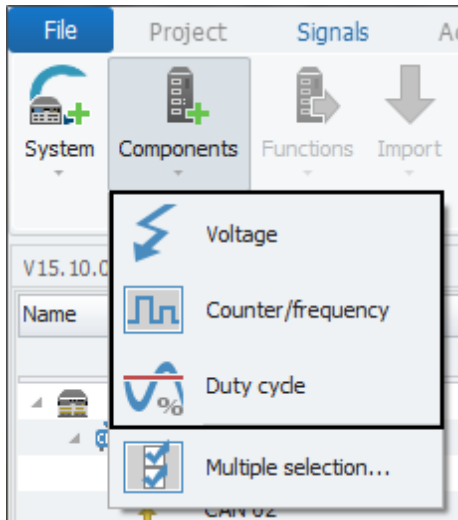 File Project Signals
System Components Functions Import
Voltage
V15.10.0
Name
Counter/frequency
Duty cycle
%
Multiple selection...
CAN 02